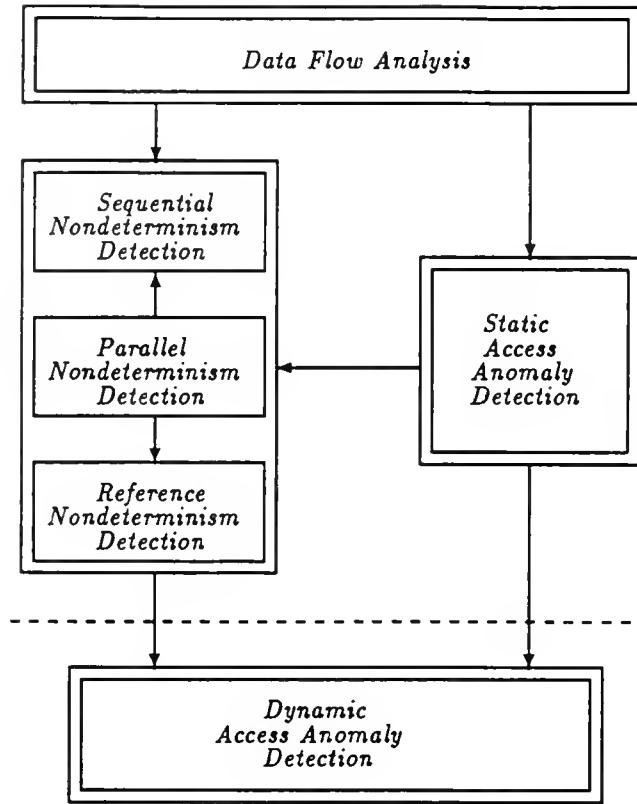 Data Flow Analysis
Sequential
Nondeterminism
Detection
Parallel
Nondeterminism
Detection
Reference
Nondeterminism
Detection
Static
Access
Anomaly
Detection
Dynamic
Access Anomaly
Detection